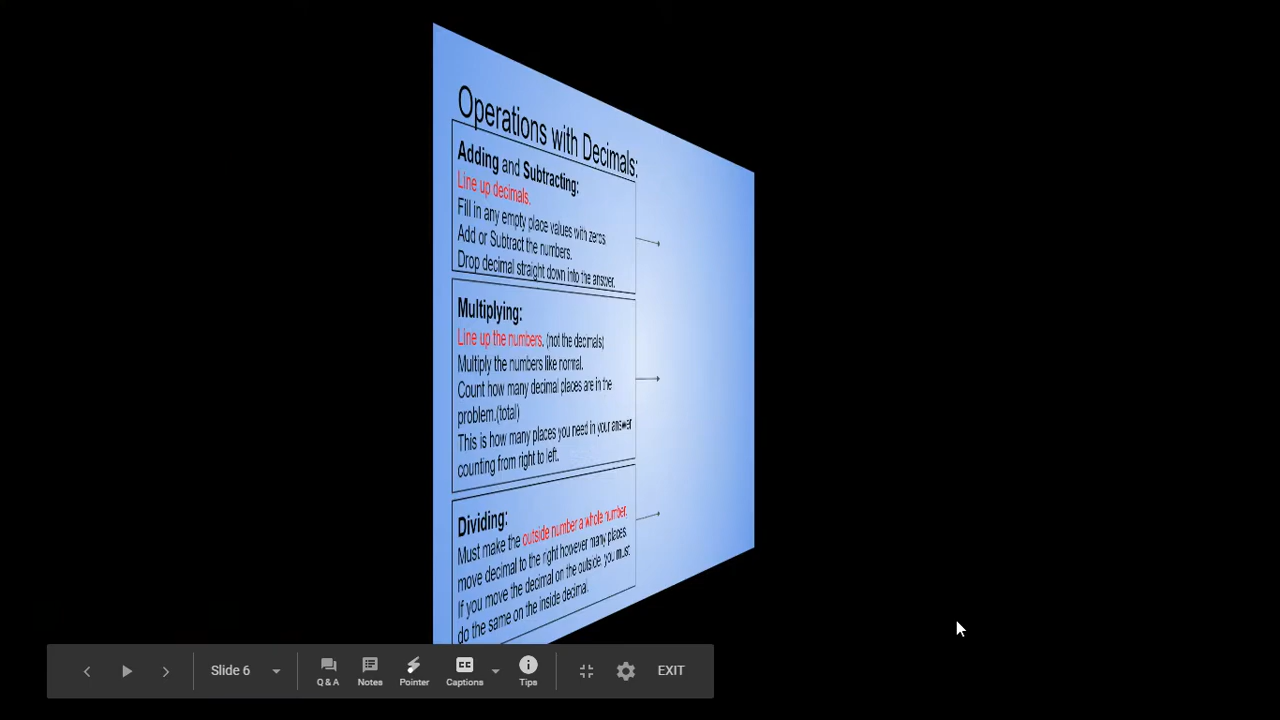 Operations with Decimals:
Adding and Subtracting:
Line up decimals.
Fill in any empty place values with zeros.
Add or Subtract the numbers.
Drop decimal straight down into the answer.
Multiplying:
Line up the numbers. (not the decimals)
Multiply the numbers like normal.
Count how many decimal places are in the
problem.(total)
This is how many places you need in your answer
counting from right to left.
Dividing:
Must make the outside number a whole number.
move decimal to the right however many places.
If you move the decimal on the outside, you must
do the same on the inside decimal.
Slide 6
Q & A
Notes
Pointer
CC
Captions
Tips
EXIT